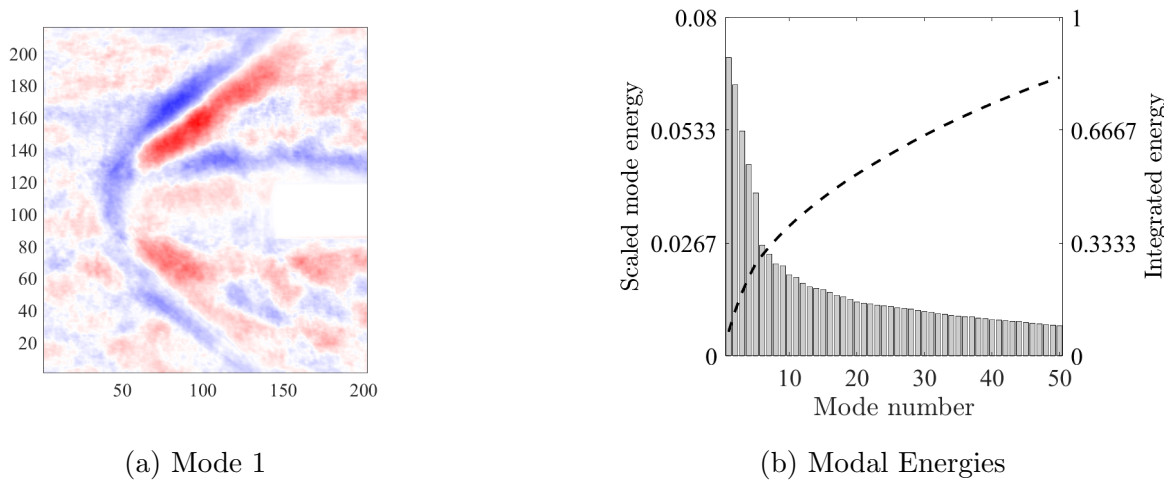 200
180
160
140
120
100
80
60
40
20
50 100 150 200
(a) Mode 1
0.08
0.0533
0.0267
0
Scaled mode energy
1
0.6667
0.3333
0
Integrated energy
10 20 30 40 50
Mode number
(b) Modal Energies